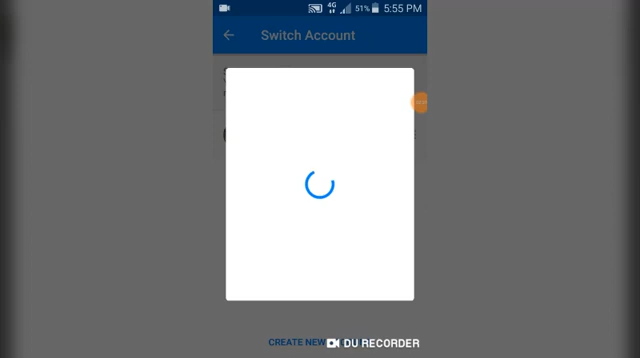 4G 51% 5:55 PM
Switch Account
CREATE NEW
DU RECORDER